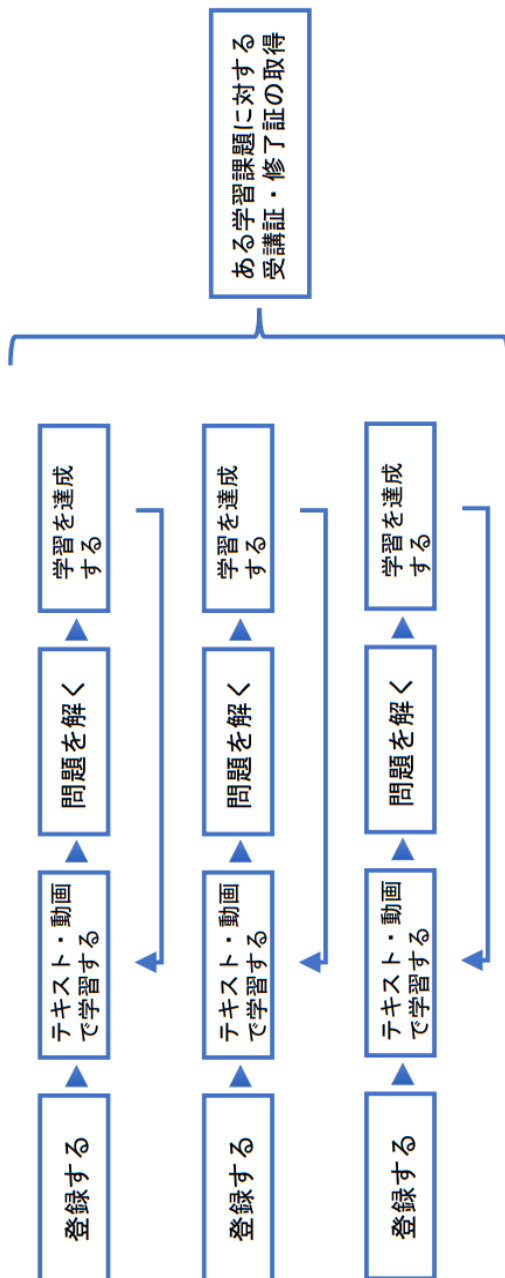 登録する
テキスト・動画
で学習する
問題を解く
学習を達成
する
登録する
テキスト・動画
で学習する
問題を解く
学習を達成
する
登録する
テキスト・動画
で学習する
問題を解く
学習を達成
する
ある学習課題に対する
受講証・修了証の取得